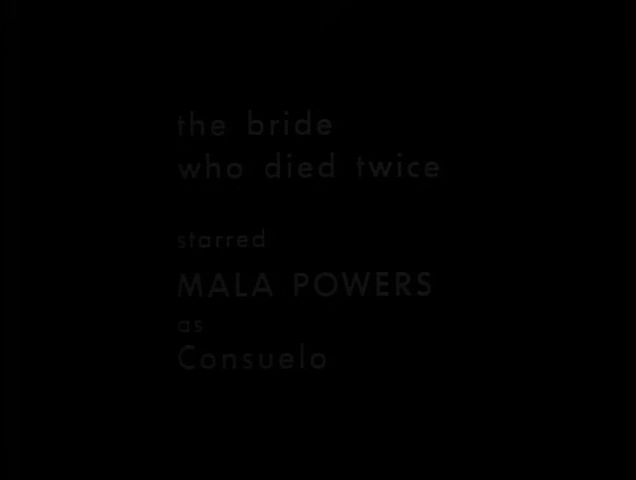 the bride
who died twice
starred
MALA POWERS
as
Consuelo